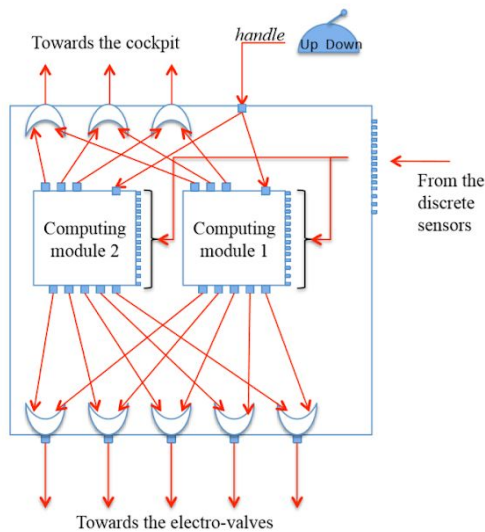 Towards the cockpit
handle
Up Down
From the
discrete
sensors
Computing
module 2
Computing
module 1
Towards the electro-valves